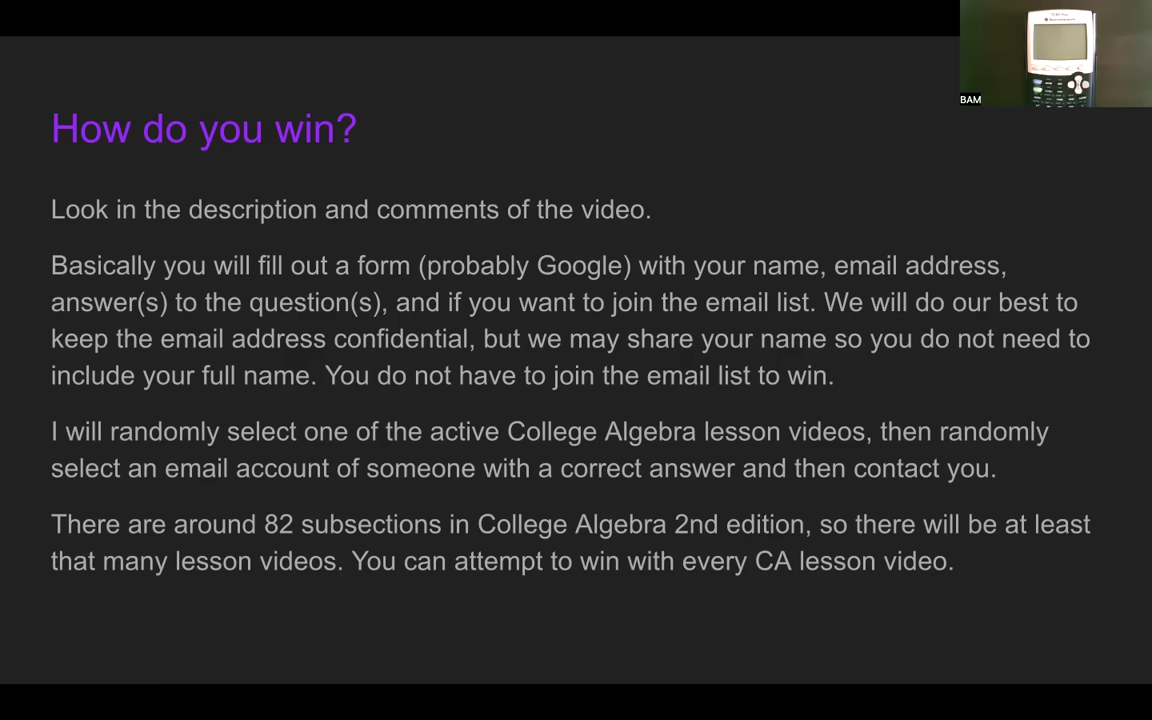 How do you win?
Look in the description and comments of the video.
Basically you will fill out a form (probably Google) with your name, email address,
answer(s) to the question(s), and if you want to join the email list. We will do our best to
keep the email address confidential, but we may share your name so you do not need to
include your full name. You do not have to join the email list to win.
I will randomly select one of the active College Algebra lesson videos, then randomly
select an email account of someone with a correct answer and then contact you.
There are around 82 subsections in College Algebra 2nd edition, so there will be at least
that many lesson videos. You can attempt to win with every CA lesson video.
BAM